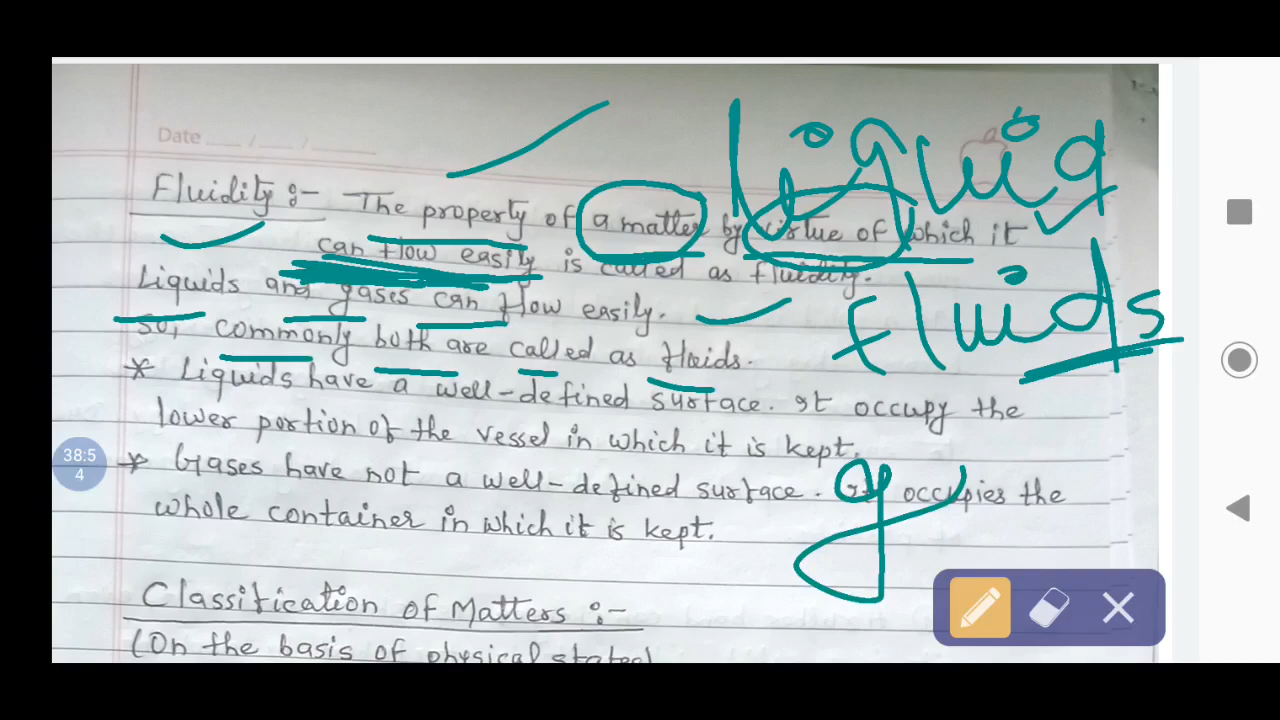 Date
Fluidity :- The property of a matter by virtue of which it
can flow easily is called as fluidity.
Liquids and gases can flow easily.
So, commonly both are called as fluids.
* Liquids have a well-defined surface. It occupy the
lower portion of the vessel in which it is kept.
* Gases have not a well-defined surface. It occupies the
whole container in which it is kept.
Classification of Matters :-
(On the basis of physical states)
Liquid
fluids
g
38:5
4